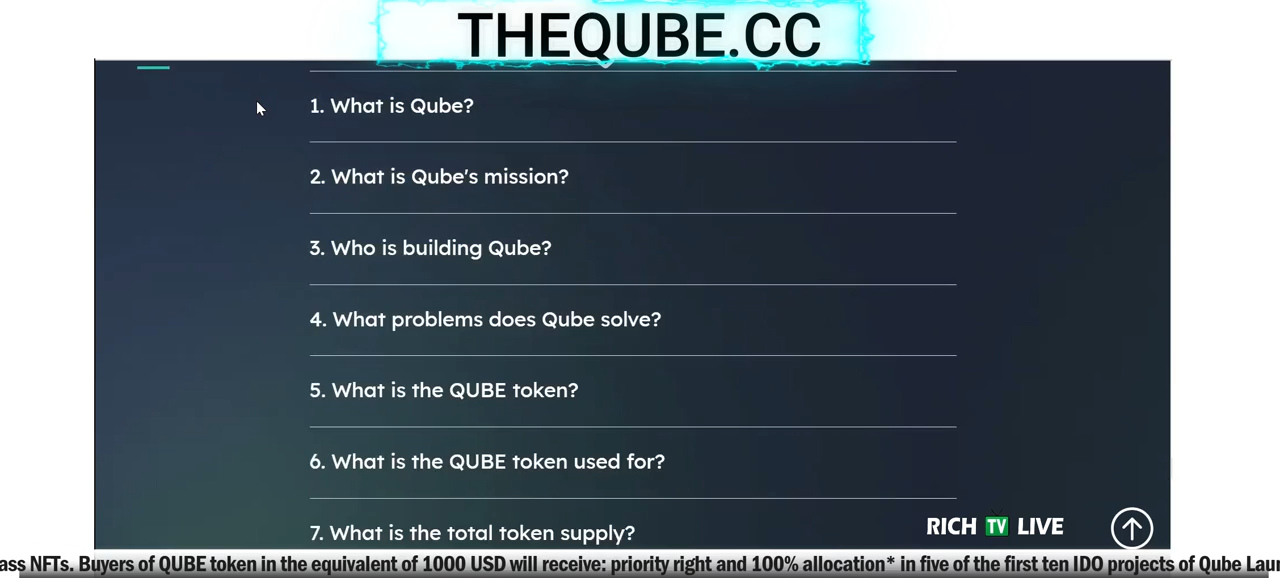 THEQUBE.CC
1. What is Qube?
2. What is Qube's mission?
3. Who is building Qube?
4. What problems does Qube solve?
5. What is the QUBE token?
6. What is the QUBE token used for?
7. What is the total token supply?
RICH TV LIVE
NFTs. Buyers of QUBE token in the equivalent of 1000 USD will receive: priority right and 100% allocation* in five of the first ten IDO projects of Qube